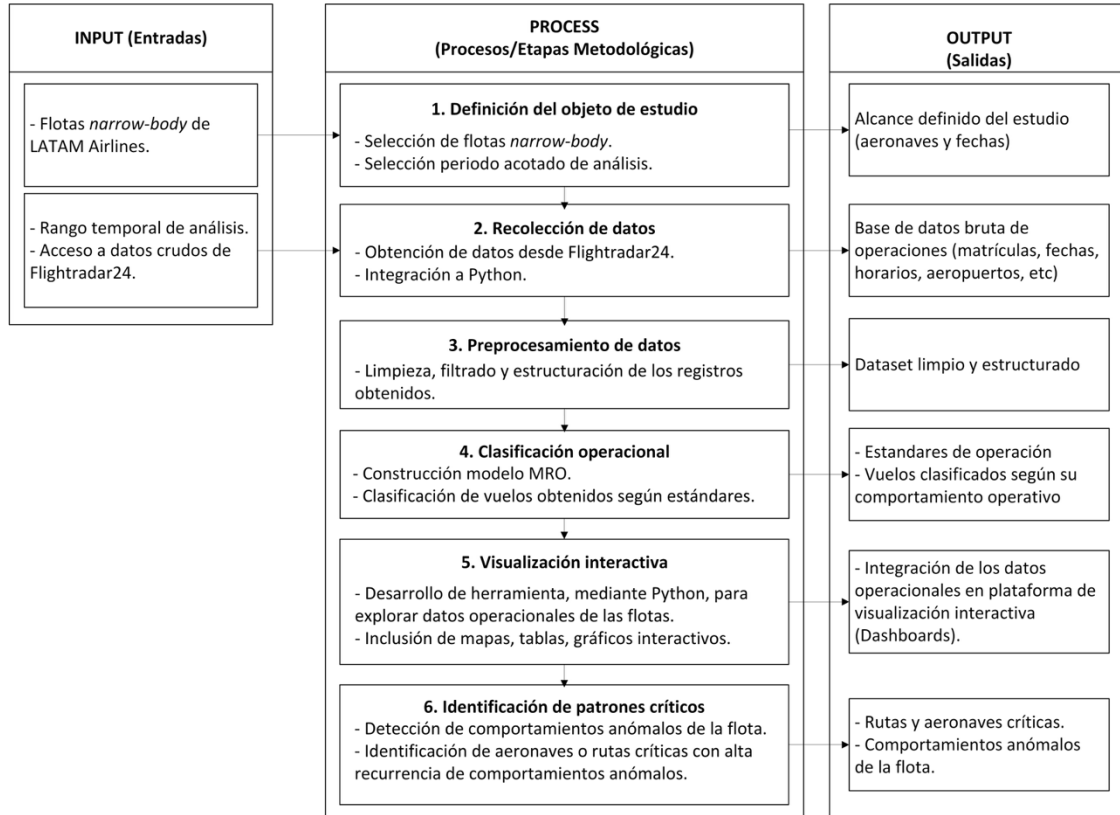 INPUT (Entradas)
- Flotas narrow-body de
LATAM Airlines.
- Rango temporal de análisis.
- Acceso a datos crudos de
Flightradar24.
PROCESS
(Procesos/Etapas Metodológicas)
1. Definición del objeto de estudio
- Selección de flotas narrow-body.
- Selección periodo acotado de análisis.
2. Recolección de datos
- Obtención de datos desde Flightradar24.
- Integración a Python.
3. Preprocesamiento de datos
- Limpieza, filtrado y estructuración de los registros
obtenidos.
4. Clasificación operacional
- Construcción modelo MRO.
- Clasificación de vuelos obtenidos según estándares.
5. Visualización interactiva
- Desarrollo de herramienta, mediante Python, para
explorar datos operacionales de las flotas.
- Inclusión de mapas, tablas, gráficos interactivos.
6. Identificación de patrones críticos
- Detección de comportamientos anómalos de la flota.
- Identificación de aeronaves o rutas críticas con alta
recurrencia de comportamientos anómalos.
OUTPUT
(Salidas)
Alcance definido del estudio
(aeronaves y fechas)
Base de datos bruta de
operaciones (matrículas, fechas,
horarios, aeropuertos, etc)
Dataset limpio y estructurado
- Estandares de operación
- Vuelos clasificados según su
comportamiento operativo
- Integración de los datos
operacionales en plataforma de
visualización interactiva
(Dashboards).
- Rutas y aeronaves críticas.
- Comportamientos anómalos
de la flota.